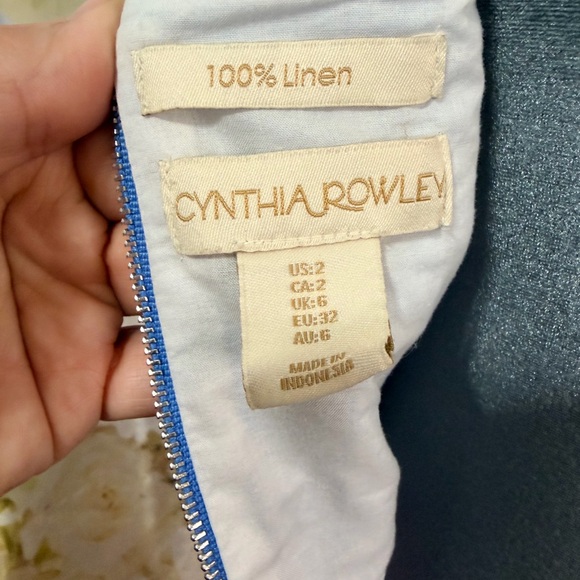 100% Linen
CYNTHIA ROWLEY
US:2
CA:2
UK:6
EU:32
AU:6
MADE IN
INDONESIA